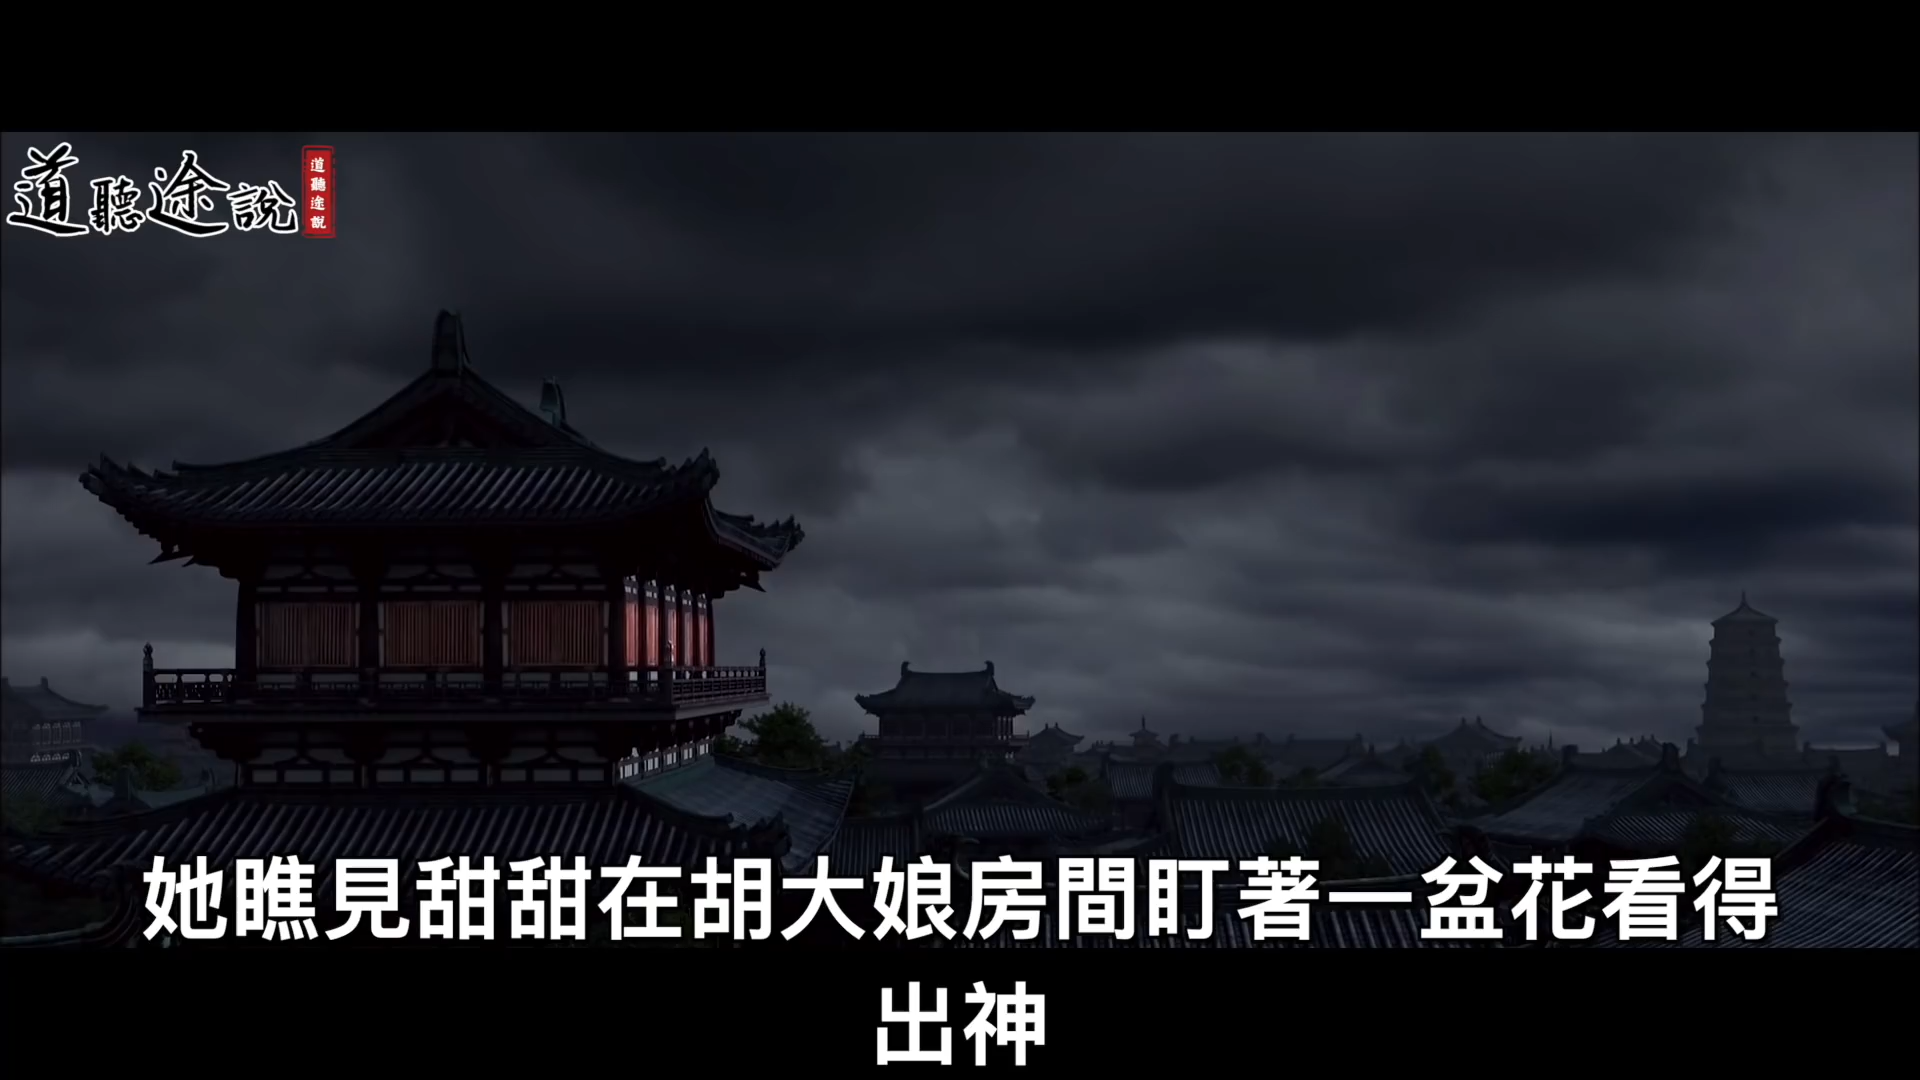 道聽途說
道聽途說
她瞧見甜甜在胡大娘房間盯著一盆花看得
出神